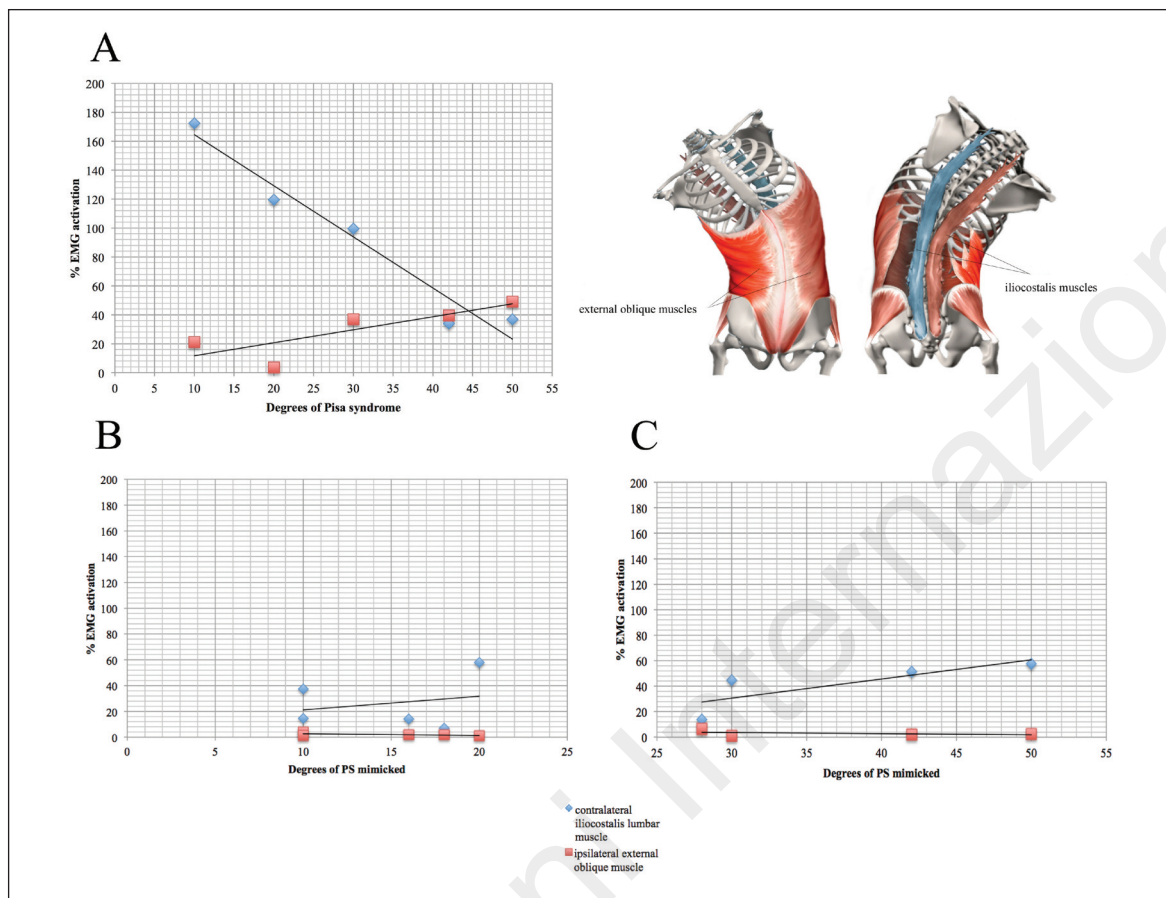 A
200
180
160
140
120
100
80
60
40
20
0
% EMG activation
0 5 10 15 20 25 30 35 40 45 50 55
Degrees of Pisa syndrome
external oblique muscles
iliocostalis muscles
B
200
180
160
140
120
100
80
60
40
20
0
% EMG activation
0 5 10 15 20 25
Degrees of PS mimicked
C
200
180
160
140
120
100
80
60
40
20
0
% EMG activation
25 30 35 40 45 50 55
Degrees of PS mimicked
contralateral
iliocostalis lumbar
muscle
ipsilateral external
oblique muscle
ni Internazion